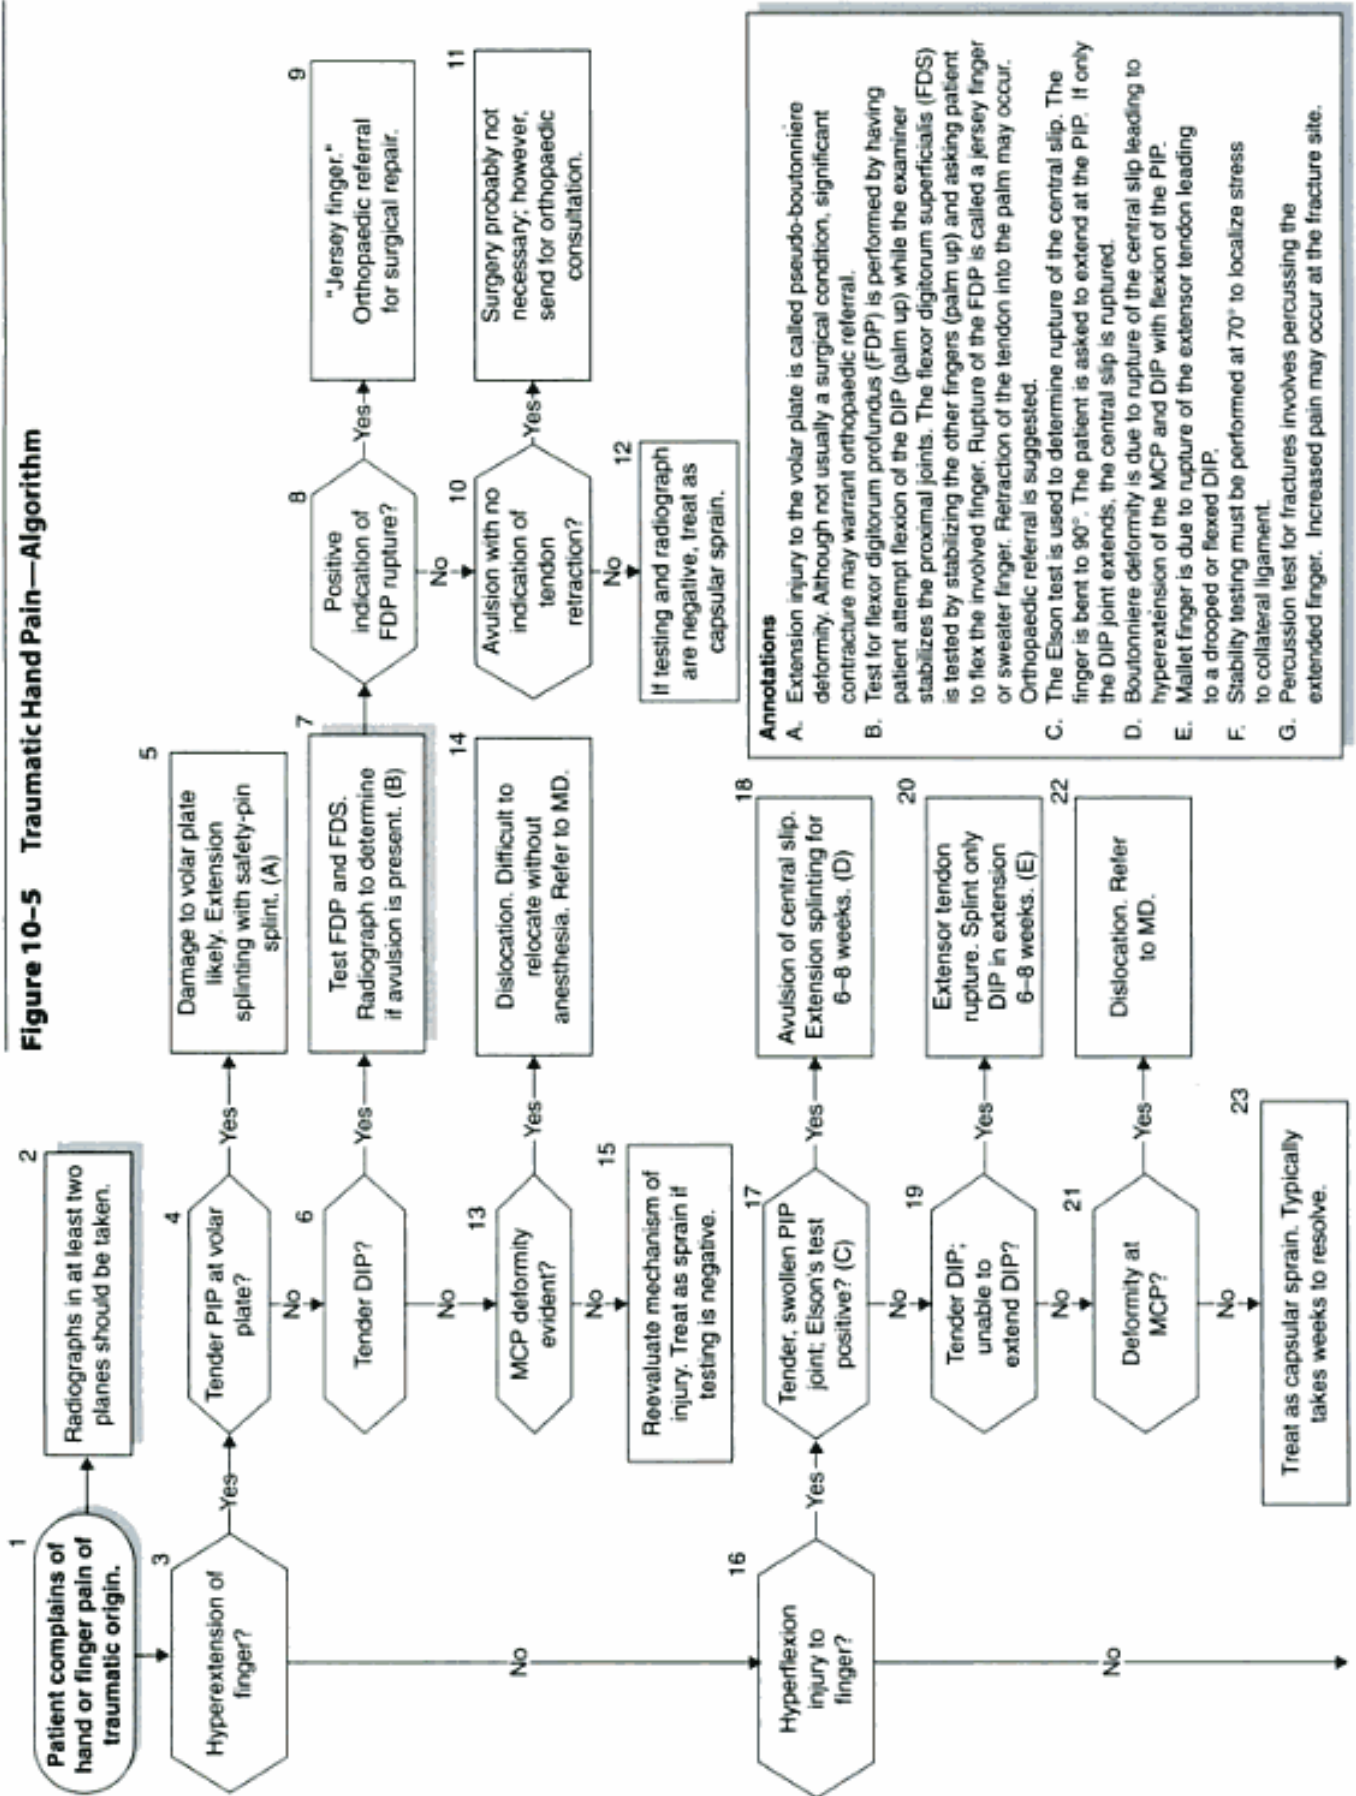 Figure 10–5 Traumatic Hand Pain—Algorithm
1
Patient complains of
hand or finger pain of
traumatic origin.
2
Radiographs in at least two
planes should be taken.
3
Hyperextension of
finger?
Yes
4
Tender PIP at volar
plate?
Yes
5
Damage to volar plate
likely. Extension
splinting with safety-pin
splint. (A)
No
6
Tender DIP?
Yes
7
Test FDP and FDS.
Radiograph to determine
if avulsion is present. (B)
8
Positive
indication of
FDP rupture?
Yes
9
"Jersey finger."
Orthopaedic referral
for surgical repair.
No
10
Avulsion with no
indication of
tendon
retraction?
Yes
11
Surgery probably not
necessary; however,
send for orthopaedic
consultation.
No
12
If testing and radiograph
are negative, treat as
capsular sprain.
No
13
MCP deformity
evident?
Yes
14
Dislocation. Difficult to
relocate without
anesthesia. Refer to MD.
No
15
Reevaluate mechanism of
injury. Treat as sprain if
testing is negative.
No
16
Hyperflexion
injury to
finger?
Yes
17
Tender, swollen PIP
joint; Elson's test
positive? (C)
Yes
18
Avulsion of central slip.
Extension splinting for
6–8 weeks. (D)
No
19
Tender DIP;
unable to
extend DIP?
Yes
20
Extensor tendon
rupture. Splint only
DIP in extension
6–8 weeks. (E)
No
21
Deformity at
MCP?
Yes
22
Dislocation. Refer
to MD.
No
23
Treat as capsular sprain. Typically
takes weeks to resolve.
No
Annotations
A. Extension injury to the volar plate is called pseudo-boutonniere
deformity. Although not usually a surgical condition, significant
contracture may warrant orthopaedic referral.
B. Test for flexor digitorum profundus (FDP) is performed by having
patient attempt flexion of the DIP (palm up) while the examiner
stabilizes the proximal joints. The flexor digitorum superficialis (FDS)
is tested by stabilizing the other fingers (palm up) and asking patient
to flex the involved finger. Rupture of the FDP is called a jersey finger
or sweater finger. Retraction of the tendon into the palm may occur.
Orthopaedic referral is suggested.
C. The Elson test is used to determine rupture of the central slip. The
finger is bent to 90°. The patient is asked to extend at the PIP. If only
the DIP joint extends, the central slip is ruptured.
D. Boutonniere deformity is due to rupture of the central slip leading to
hyperextension of the MCP and DIP with flexion of the PIP.
E. Mallet finger is due to rupture of the extensor tendon leading
to a drooped or flexed DIP.
F. Stability testing must be performed at 70° to localize stress
to collateral ligament.
G. Percussion test for fractures involves percussing the
extended finger. Increased pain may occur at the fracture site.